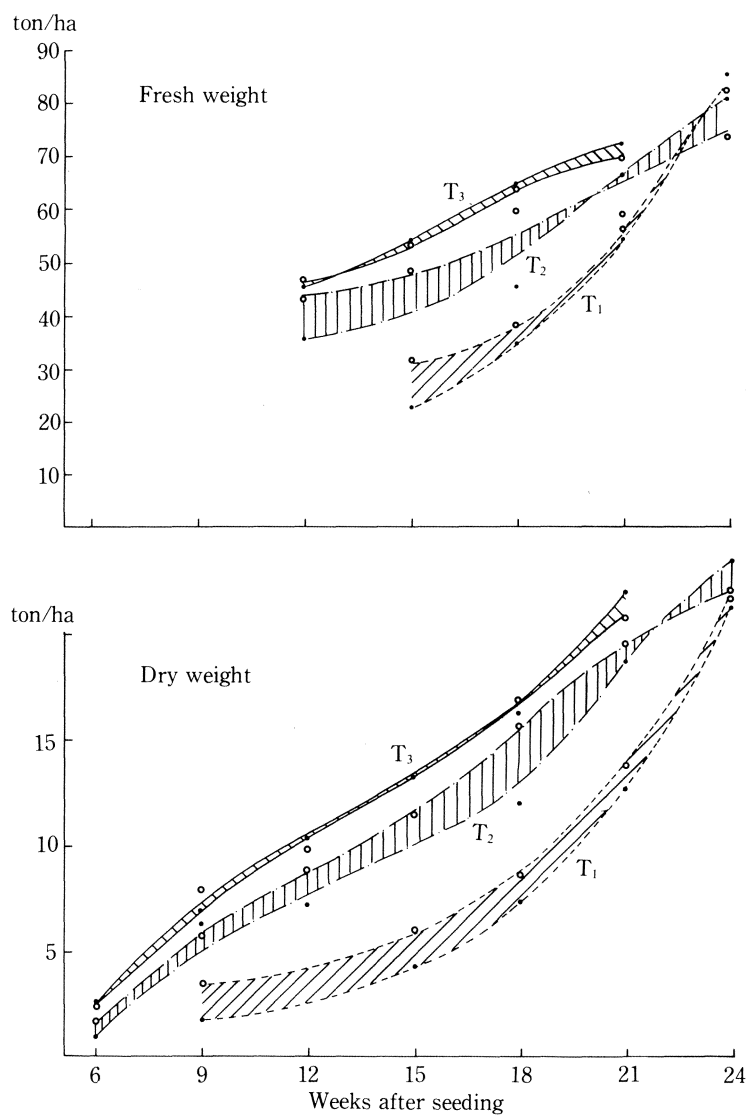 ton/ha
90
Fresh weight
80
70
T3
60
50
T2
40
T1
30
20
10
ton/ha
Dry weight
15
T3
10
T2
T1
5
6 9 12 15 18 21 24
Weeks after seeding